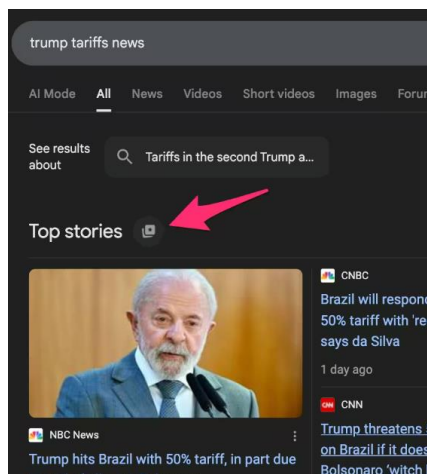 trump tariffs news
AI Mode All News Videos Short videos Images Forum
See results
about
Tariffs in the second Trump a...
Top stories
NBC News
Trump hits Brazil with 50% tariff, in part due
CNBC
Brazil will respond
50% tariff with 're
says da Silva
1 day ago
CNN
Trump threatens
on Brazil if it does
Bolsonaro 'witch